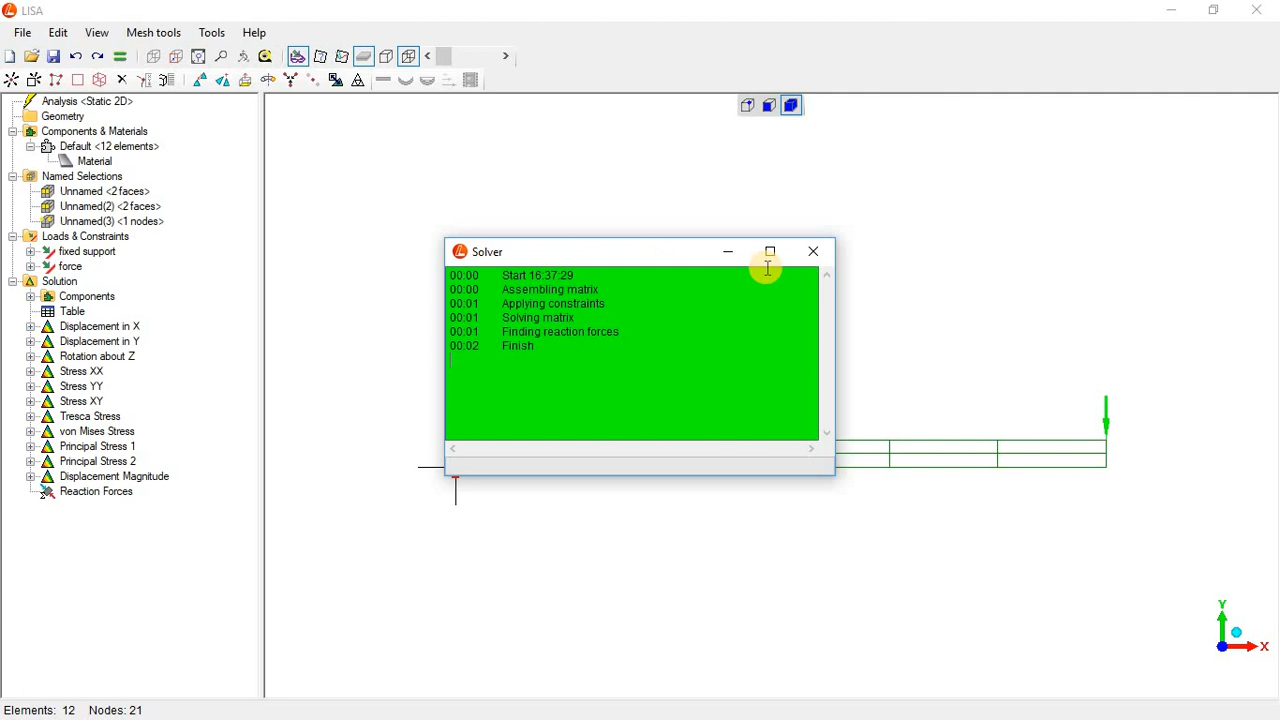 LISA
File Edit View Mesh tools Tools Help
Analysis <Static 2D>
Geometry
Components & Materials
Default <12 elements>
Material
Named Selections
Unnamed <2 faces>
Unnamed(2) <2 faces>
Unnamed(3) <1 nodes>
Loads & Constraints
fixed support
force
Solution
Components
Table
Displacement in X
Displacement in Y
Rotation about Z
Stress XX
Stress YY
Stress XY
Tresca Stress
von Mises Stress
Principal Stress 1
Principal Stress 2
Displacement Magnitude
Reaction Forces
Solver
00:00 Start 16:37:29
00:00 Assembling matrix
00:01 Applying constraints
00:01 Solving matrix
00:01 Finding reaction forces
00:02 Finish
Y
X
Elements: 12 Nodes: 21